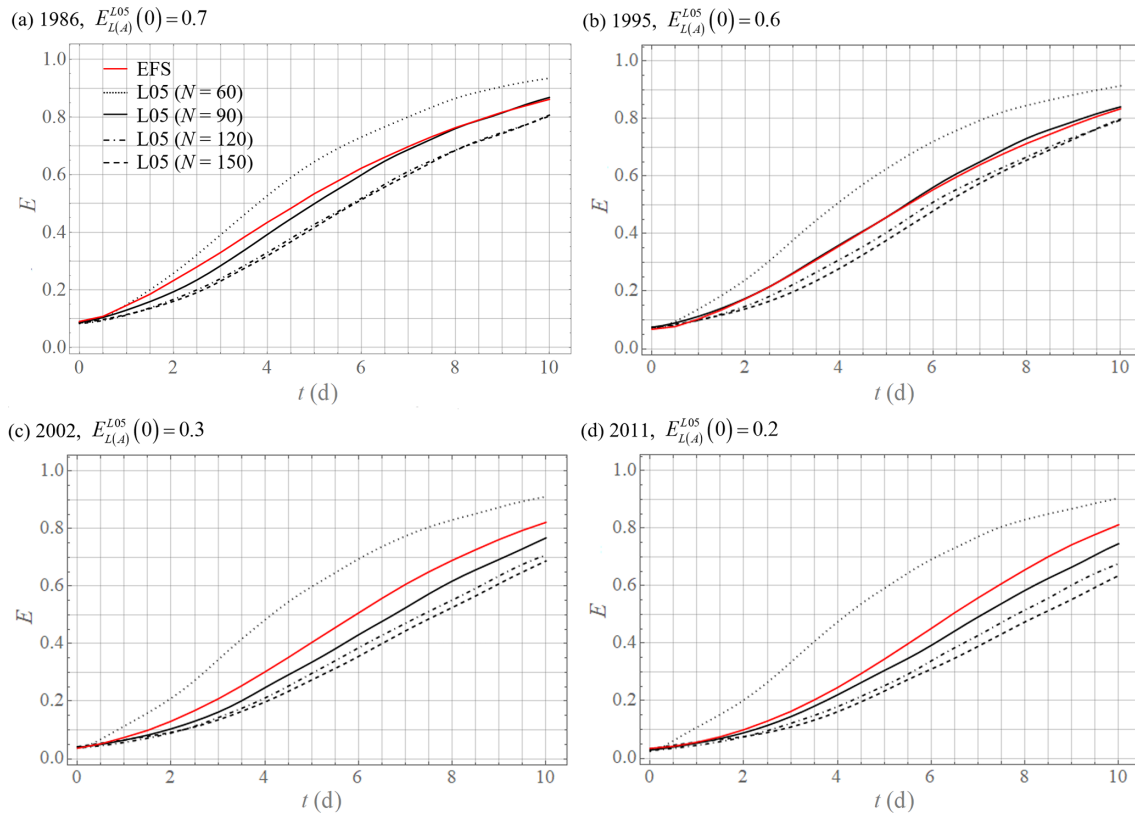 (a) 1986, E_{L(A)}^{L05}(0) = 0.7
1.0
0.8
0.6
0.4
0.2
0.0
E
EFS
L05 (N = 60)
L05 (N = 90)
L05 (N = 120)
L05 (N = 150)
0 2 4 6 8 10
t (d)
(b) 1995, E_{L(A)}^{L05}(0) = 0.6
1.0
0.8
0.6
0.4
0.2
0.0
E
0 2 4 6 8 10
t (d)
(c) 2002, E_{L(A)}^{L05}(0) = 0.3
1.0
0.8
0.6
0.4
0.2
0.0
E
0 2 4 6 8 10
t (d)
(d) 2011, E_{L(A)}^{L05}(0) = 0.2
1.0
0.8
0.6
0.4
0.2
0.0
E
0 2 4 6 8 10
t (d)